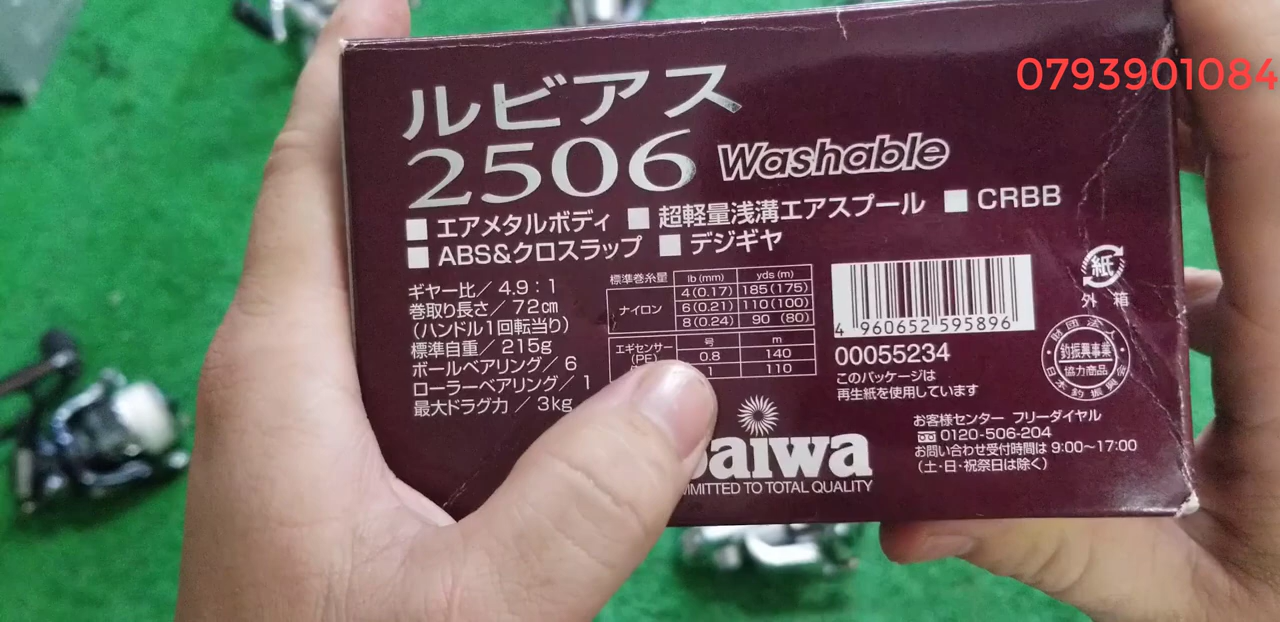 0793901084
ルビアス
2506 Washable
■ エアメタルボディ ■ 超軽量浅溝エアスプール ■ CRBB
■ ABS&クロスラップ ■ デジギヤ
ギヤー比／4.9：1
巻取り長さ／72cm
（ハンドル1回転当り）
標準自重／215g
ボールベアリング／6
ローラーベアリング／1
最大ドラグ力／3kg
標準巻糸量 lb(mm) yds(m)
ナイロン
4(0.17) 185(175)
6(0.21) 110(100)
8(0.24) 90 (80)
エギセンサー
(PE)
号 m
0.8 140
1 110
4 960652 595896
00055234
このパッケージは
再生紙を使用しています
紙
外 箱
財団法人
釣振興事業
協力商品
日本釣振興会
aiwa
MITTED TO TOTAL QUALITY
お客様センター フリーダイヤル
0120-506-204
お問い合わせ受付時間は 9:00〜17:00
（土・日・祝祭日は除く）